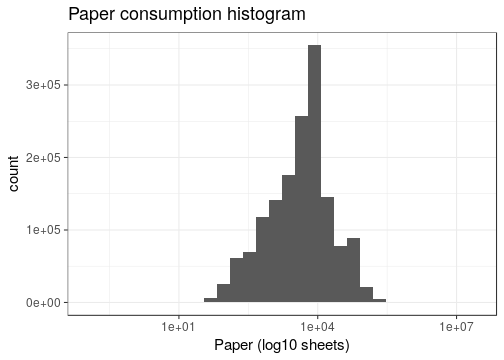 Paper consumption histogram
3e+05
2e+05
1e+05
0e+00
count
1e+01 1e+04 1e+07
Paper (log10 sheets)